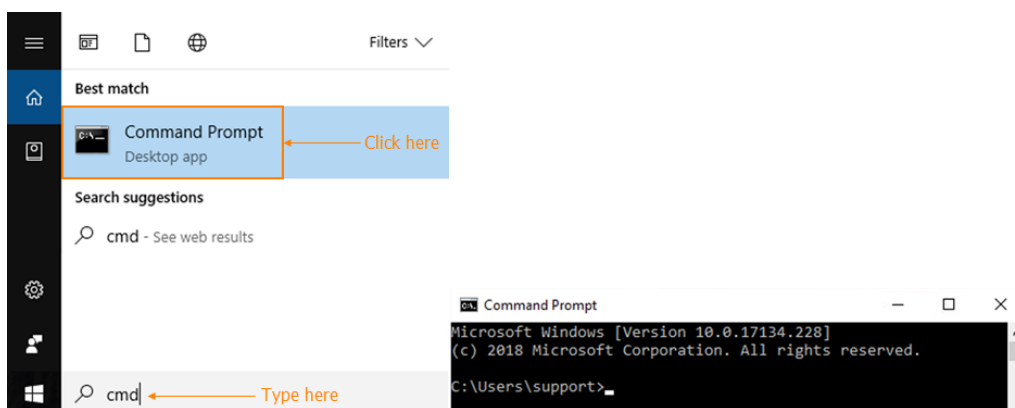 Filters
Best match
Command Prompt
Desktop app
Click here
Search suggestions
cmd - See web results
cmd
Type here
Command Prompt
Microsoft Windows [Version 10.0.17134.228]
(c) 2018 Microsoft Corporation. All rights reserved.
C:\Users\support>_